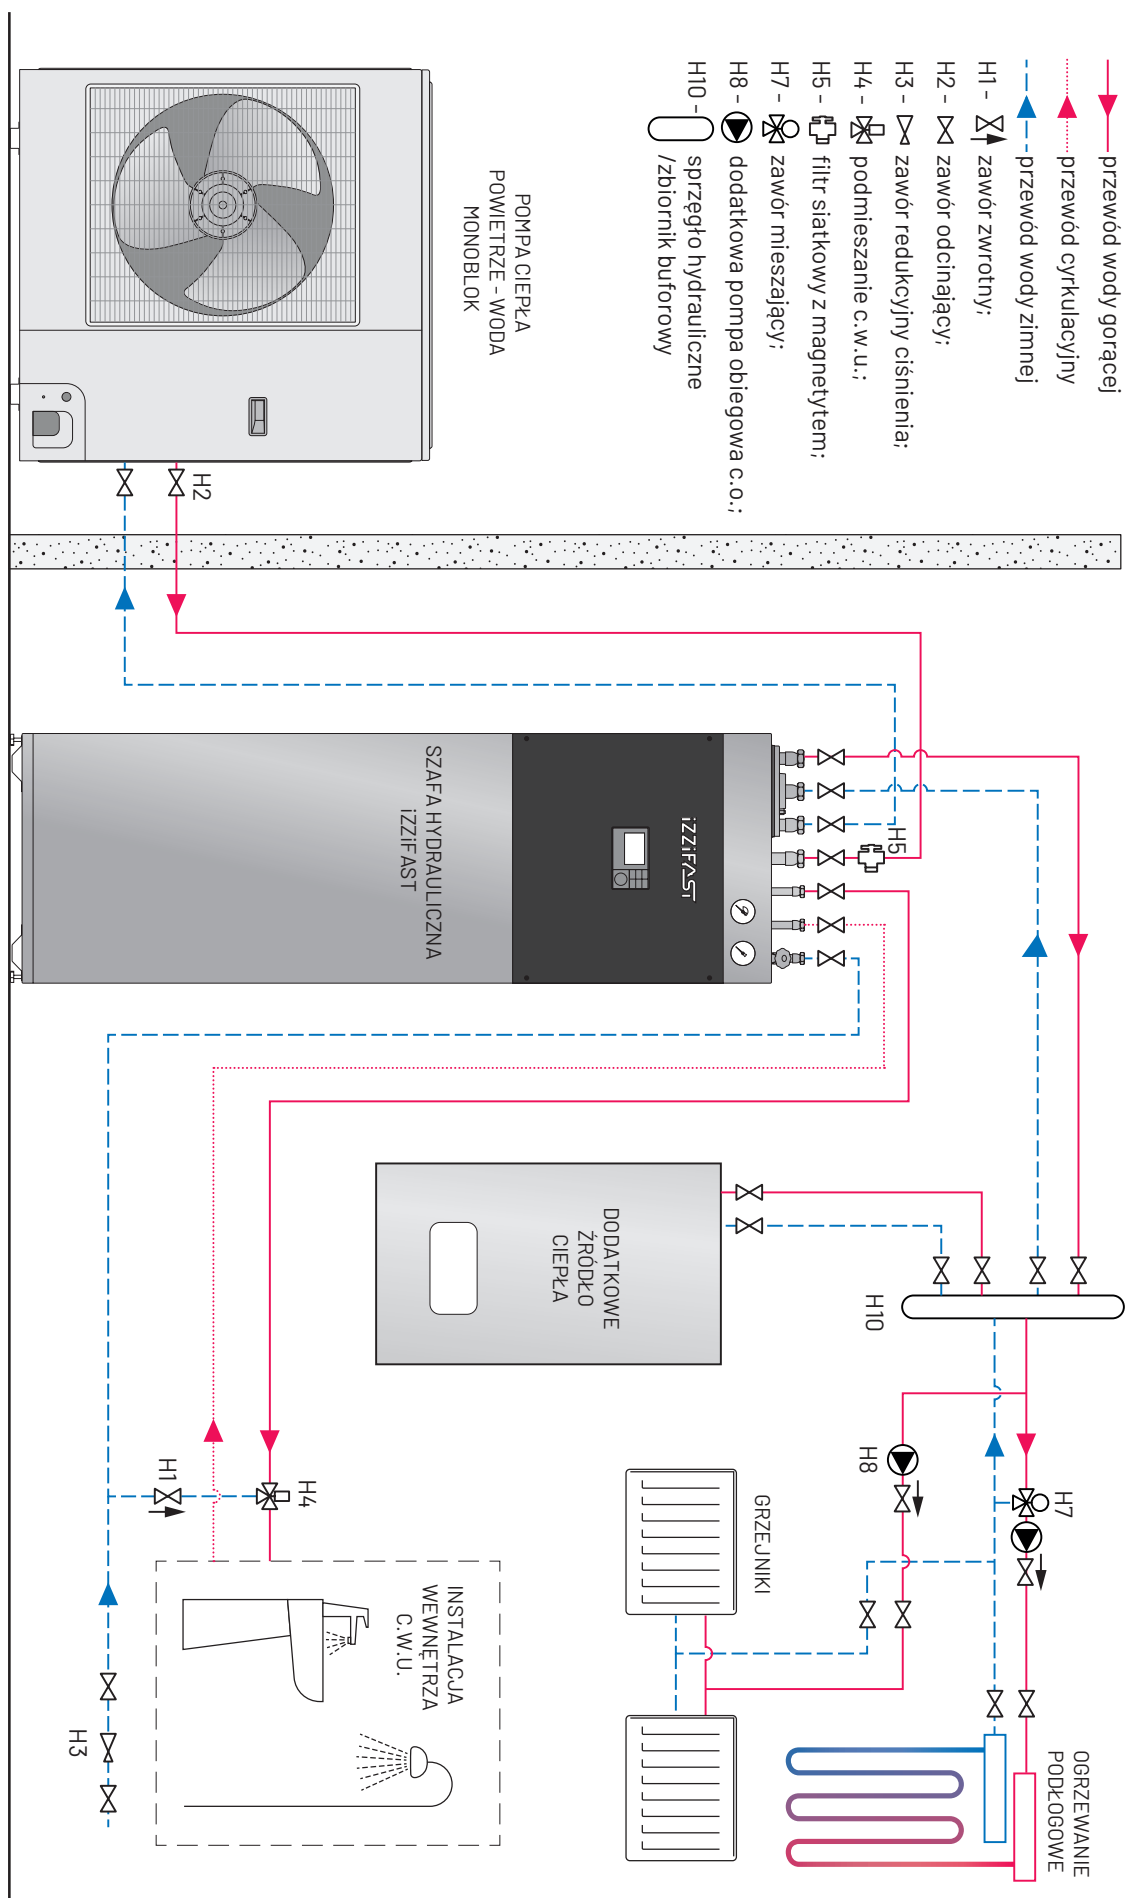 przewód wody gorącej
przewód cyrkulacyjny
przewód wody zimnej
H1 - zawór zwrotny;
H2 - zawór odcinający;
H3 - zawór redukcyjny ciśnienia;
H4 - podmieszanie c.w.u.;
H5 - filtr siatkowy z magnetytem;
H7 - zawór mieszający;
H8 - dodatkowa pompa obiegowa c.o.;
H10 - sprzęgło hydrauliczne
/zbiornik buforowy
POMPA CIEPŁA
POWIETRZE - WODA
MONOBLOK
H2
H5
iZZiFAST
SZAFA HYDRAULICZNA
iZZiFAST
DODATKOWE
ŹRÓDŁO
CIEPŁA
H10
H8
H7
H1
H4
GRZEJNIKI
OGRZEWANIE
PODŁOGOWE
INSTALACJA
WEWNĘTRZA
C.W.U.
H3